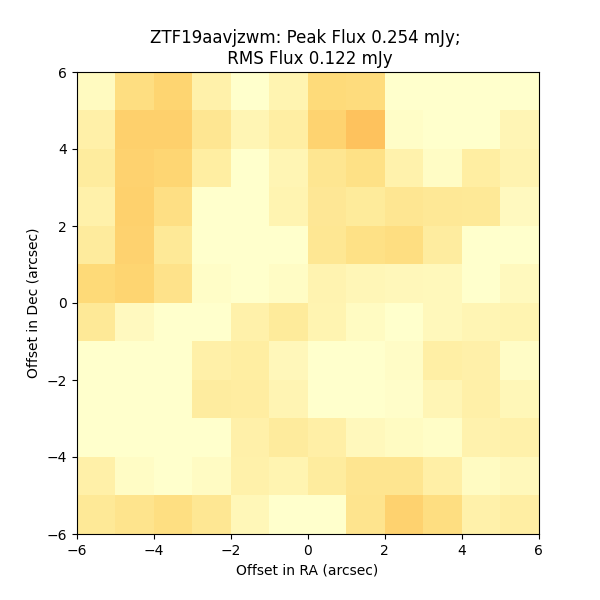 ZTF19aavjzwm: Peak Flux 0.254 mJy;
RMS Flux 0.122 mJy
6
4
2
0
−2
−4
−6
Offset in Dec (arcsec)
−6 −4 −2 0 2 4 6
Offset in RA (arcsec)